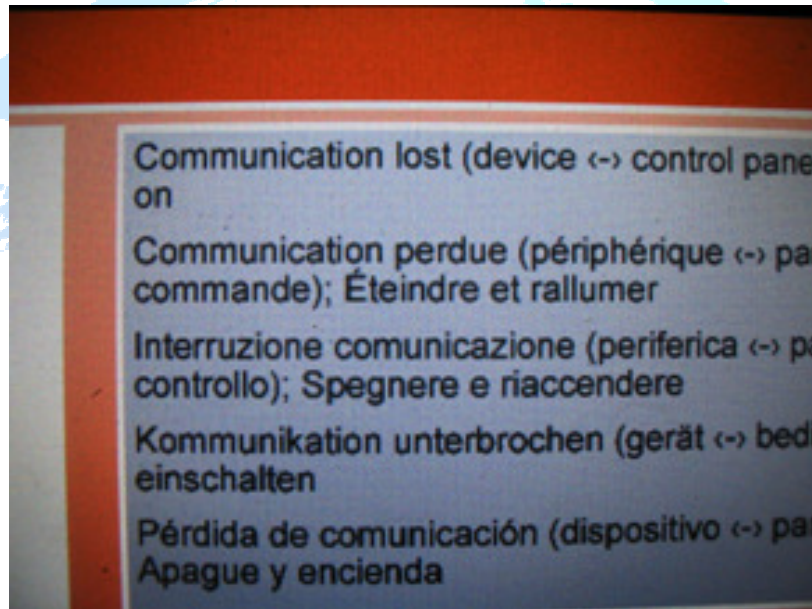 Communication lost (device <-> control pane
on
Communication perdue (périphérique <-> pa
commande); Éteindre et rallumer
Interruzione comunicazione (periferica <-> pa
controllo); Spegnere e riaccendere
Kommunikation unterbrochen (gerät <-> bedi
einschalten
Pérdida de comunicación (dispositivo <-> pa
Apague y encienda